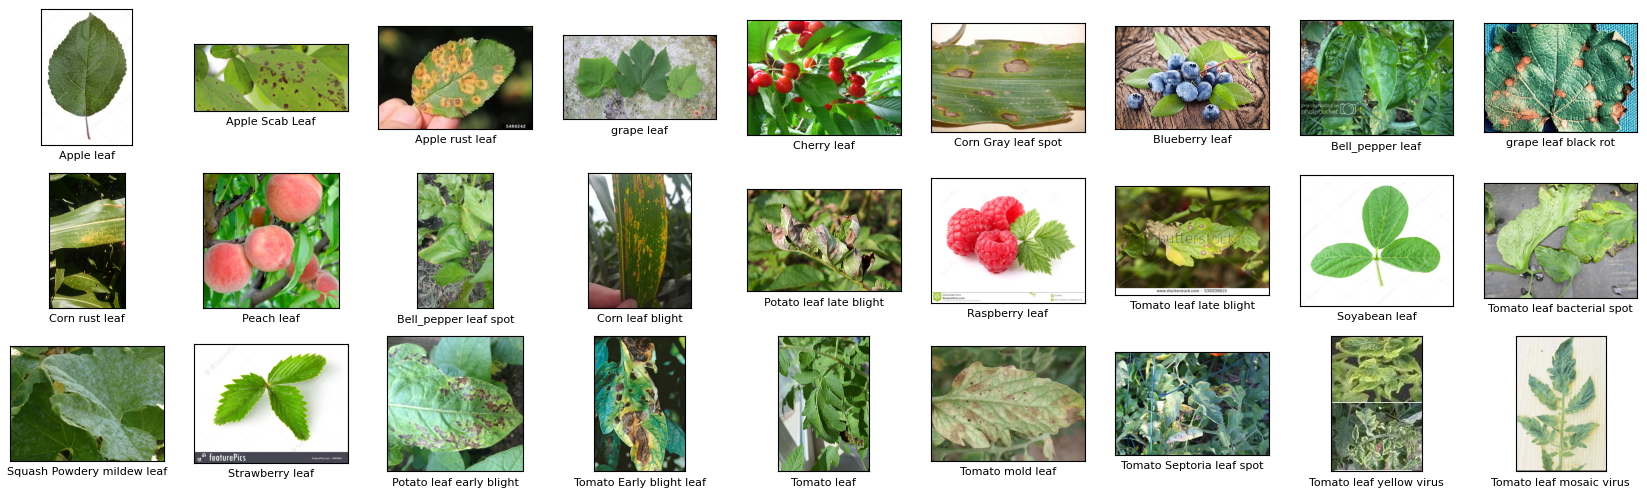 Apple leaf
Apple Scab Leaf
5486242
Apple rust leaf
grape leaf
Cherry leaf
Corn Gray leaf spot
Blueberry leaf
Bell_pepper leaf
grape leaf black rot
Corn rust leaf
Peach leaf
Bell_pepper leaf spot
Corn leaf blight
Potato leaf late blight
Raspberry leaf
shutterstock
Tomato leaf late blight
Soyabean leaf
Tomato leaf bacterial spot
Squash Powdery mildew leaf
featurePics
Strawberry leaf
Potato leaf early blight
Tomato Early blight leaf
Tomato leaf
Tomato mold leaf
Tomato Septoria leaf spot
Tomato leaf yellow virus
Tomato leaf mosaic virus